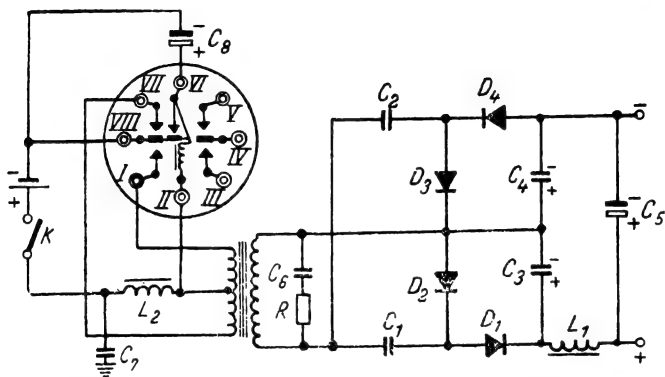 − C₈
+
VII VI
V
VIII IV
I II III
−
+
K
L₂
C₇
C₆
R
C₂ D₄ −
D₃ C₄ − +
− C₅ +
D₂ C₃ − +
C₁ D₁ L₁
+